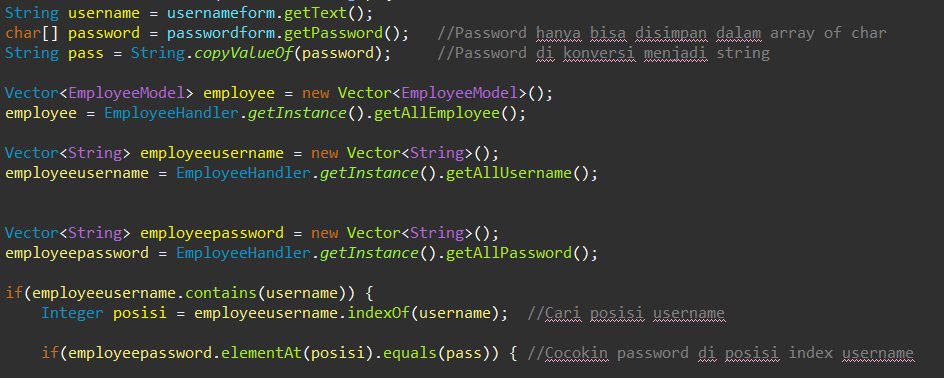 String username = usernameform.getText();
char[] password = passwordform.getPassword();   //Password hanya bisa disimpan dalam array of char
String pass = String.copyValueOf(password);     //Password di konversi menjadi string
Vector<EmployeeModel> employee = new Vector<EmployeeModel>();
employee = EmployeeHandler.getInstance().getAllEmployee();
Vector<String> employeeusername = new Vector<String>();
employeeusername = EmployeeHandler.getInstance().getAllUsername();
Vector<String> employeepassword = new Vector<String>();
employeepassword = EmployeeHandler.getInstance().getAllPassword();
if(employeeusername.contains(username)) {
    Integer posisi = employeeusername.indexOf(username);  //Cari posisi username
    if(employeepassword.elementAt(posisi).equals(pass)) { //Cocokin password di posisi index username